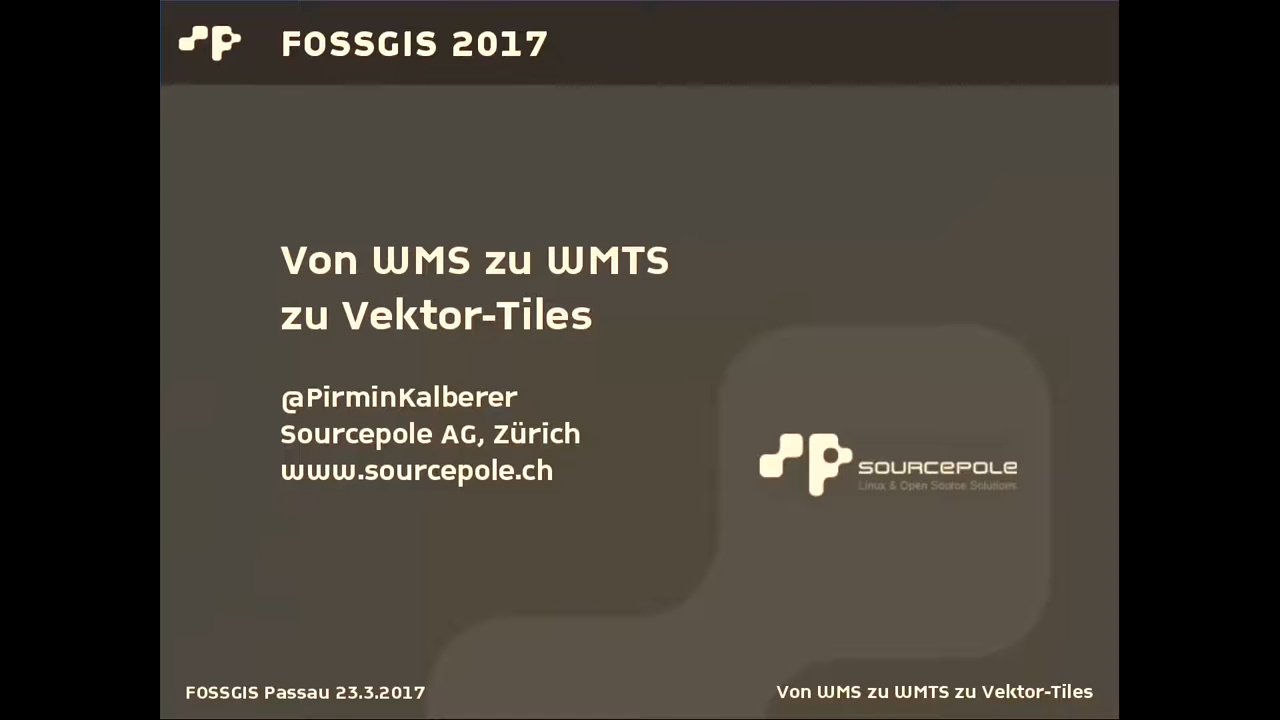 FOSSGIS 2017
Von WMS zu WMTS
zu Vektor-Tiles
@PirminKalberer
Sourcepole AG, Zürich
www.sourcepole.ch
SOURCEPOLE
Linux & Open Source Solutions
FOSSGIS Passau 23.3.2017
Von WMS zu WMTS zu Vektor-Tiles